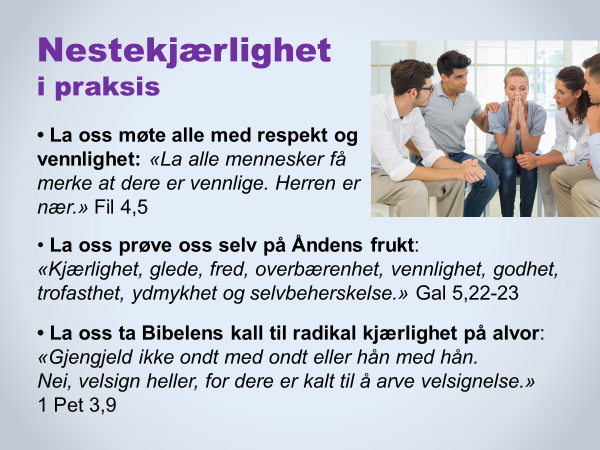 Nestekjærlighet
i praksis
• La oss møte alle med respekt og
vennlighet: «La alle mennesker få
merke at dere er vennlige. Herren er
nær.» Fil 4,5
• La oss prøve oss selv på Åndens frukt:
«Kjærlighet, glede, fred, overbærenhet, vennlighet, godhet,
trofasthet, ydmykhet og selvbeherskelse.» Gal 5,22-23
• La oss ta Bibelens kall til radikal kjærlighet på alvor:
«Gjengjeld ikke ondt med ondt eller hån med hån.
Nei, velsign heller, for dere er kalt til å arve velsignelse.»
1 Pet 3,9